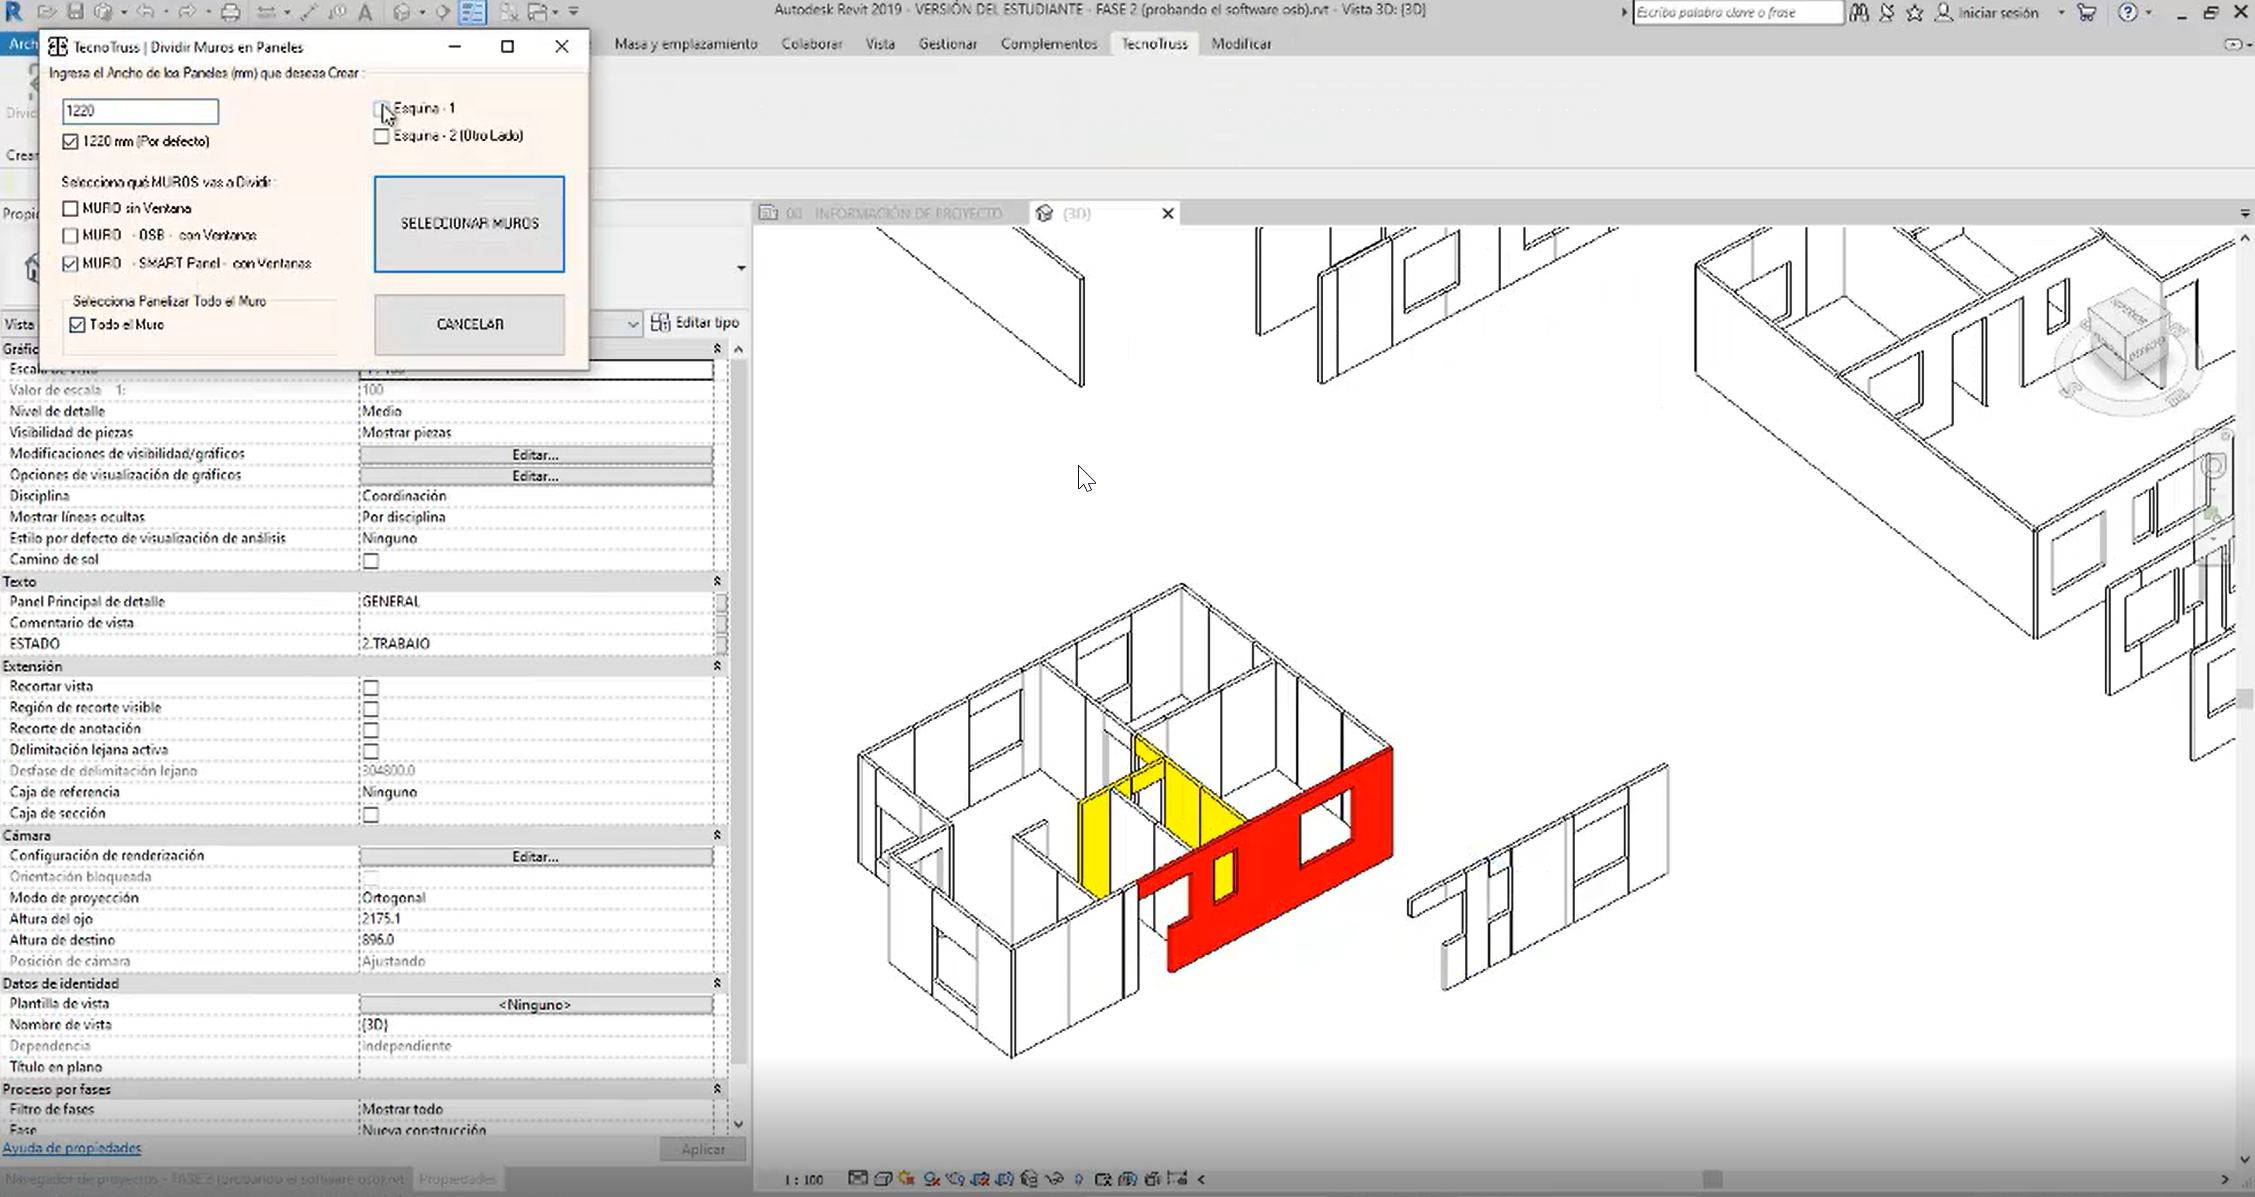 Autodesk Revit 2019 - VERSIÓN DEL ESTUDIANTE - FASE 2 (probando el software osb).rvt - Vista 3D: {3D}
Escriba palabra clave o frase
Iniciar sesión
Masa y emplazamiento
Colaborar
Vista
Gestionar
Complementos
TecnoTruss
Modificar
TecnoTruss | Dividir Muros en Paneles
Ingresa el Ancho de los Paneles (mm) que deseas Crear :
1220
1220 mm (Por defecto)
Esquina - 1
Esquina - 2 (Otro Lado)
Selecciona qué MUROS vas a Dividir :
MURO sin Ventana
MURO - OSB - con Ventanas
MURO - SMART Panel - con Ventanas
SELECCIONAR MUROS
Selecciona Panelizar Todo el Muro
Todo el Muro
CANCELAR
00 INFORMACIÓN DE PROYECTO
{3D}
Vista
Editar tipo
Valor de escala 1:
100
Nivel de detalle
Medio
Visibilidad de piezas
Mostrar piezas
Modificaciones de visibilidad/gráficos
Editar...
Opciones de visualización de gráficos
Editar...
Disciplina
Coordinación
Mostrar líneas ocultas
Por disciplina
Estilo por defecto de visualización de análisis
Ninguno
Camino de sol
Texto
Panel Principal de detalle
GENERAL
Comentario de vista
ESTADO
2.TRABAJO
Extensión
Recortar vista
Región de recorte visible
Recorte de anotación
Delimitación lejana activa
Desfase de delimitación lejano
304800.0
Caja de referencia
Ninguno
Caja de sección
Cámara
Configuración de renderización
Editar...
Orientación bloqueada
Modo de proyección
Ortogonal
Altura del ojo
2175.1
Altura de destino
896.0
Posición de cámara
Ajustando
Datos de identidad
Plantilla de vista
<Ninguno>
Nombre de vista
{3D}
Dependencia
Independiente
Título en plano
Proceso por fases
Filtro de fases
Mostrar todo
Fase
Nueva construcción
Ayuda de propiedades
Aplicar
Navegador de proyectos - FASE 2 (probando el software osb).rvt
Propiedades
1 : 100